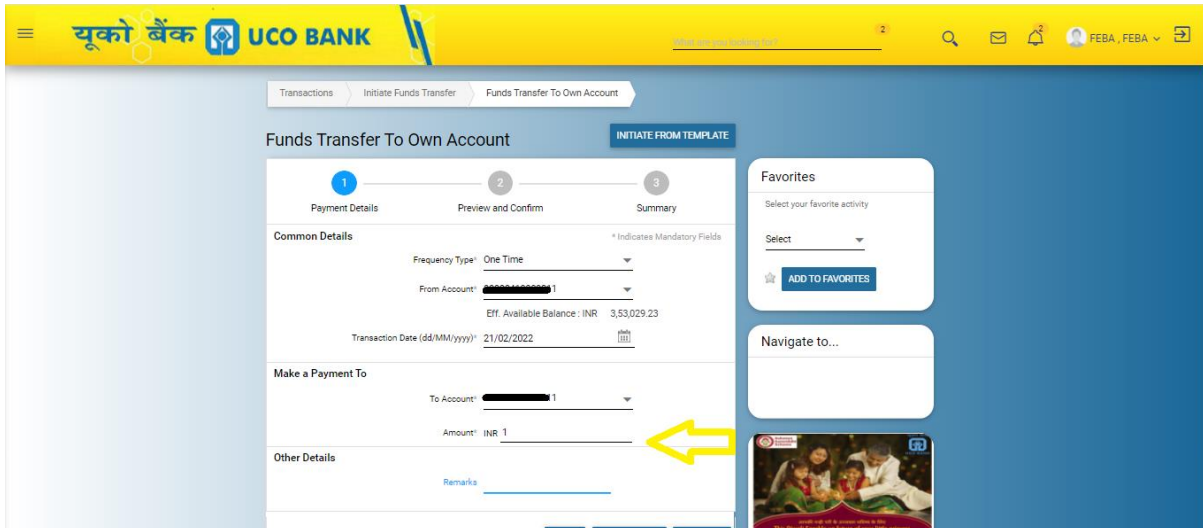 यूको बैंक UCO BANK
What are you looking for?
2
2
FEBA , FEBA
Transactions
Initiate Funds Transfer
Funds Transfer To Own Account
Funds Transfer To Own Account
INITIATE FROM TEMPLATE
1
2
3
Payment Details
Preview and Confirm
Summary
Common Details
* Indicates Mandatory Fields
Frequency Type* One Time
From Account* 1
Eff. Available Balance : INR 3,53,029.23
Transaction Date (dd/MM/yyyy)* 21/02/2022
Make a Payment To
To Account* 1
Amount* INR 1
Other Details
Remarks
Favorites
Select your favorite activity
Select
ADD TO FAVORITES
Navigate to...